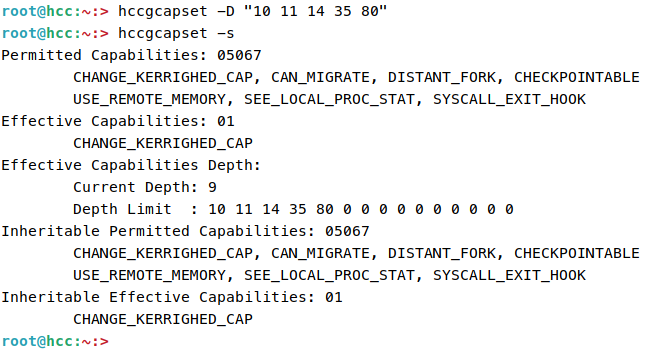 root@hcc:~:> hccgcapset –D "10 11 14 35 80"
root@hcc:~:> hccgcapset –s
Permitted Capabilities: 05067
CHANGE_KERRIGHED_CAP, CAN_MIGRATE, DISTANT_FORK, CHECKPOINTABLE
USE_REMOTE_MEMORY, SEE_LOCAL_PROC_STAT, SYSCALL_EXIT_HOOK
Effective Capabilities: 01
CHANGE_KERRIGHED_CAP
Effective Capabilities Depth:
Current Depth: 9
Depth Limit  : 10 11 14 35 80 0 0 0 0 0 0 0 0 0 0
Inheritable Permitted Capabilities: 05067
CHANGE_KERRIGHED_CAP, CAN_MIGRATE, DISTANT_FORK, CHECKPOINTABLE
USE_REMOTE_MEMORY, SEE_LOCAL_PROC_STAT, SYSCALL_EXIT_HOOK
Inheritable Effective Capabilities: 01
CHANGE_KERRIGHED_CAP
root@hcc:~:>